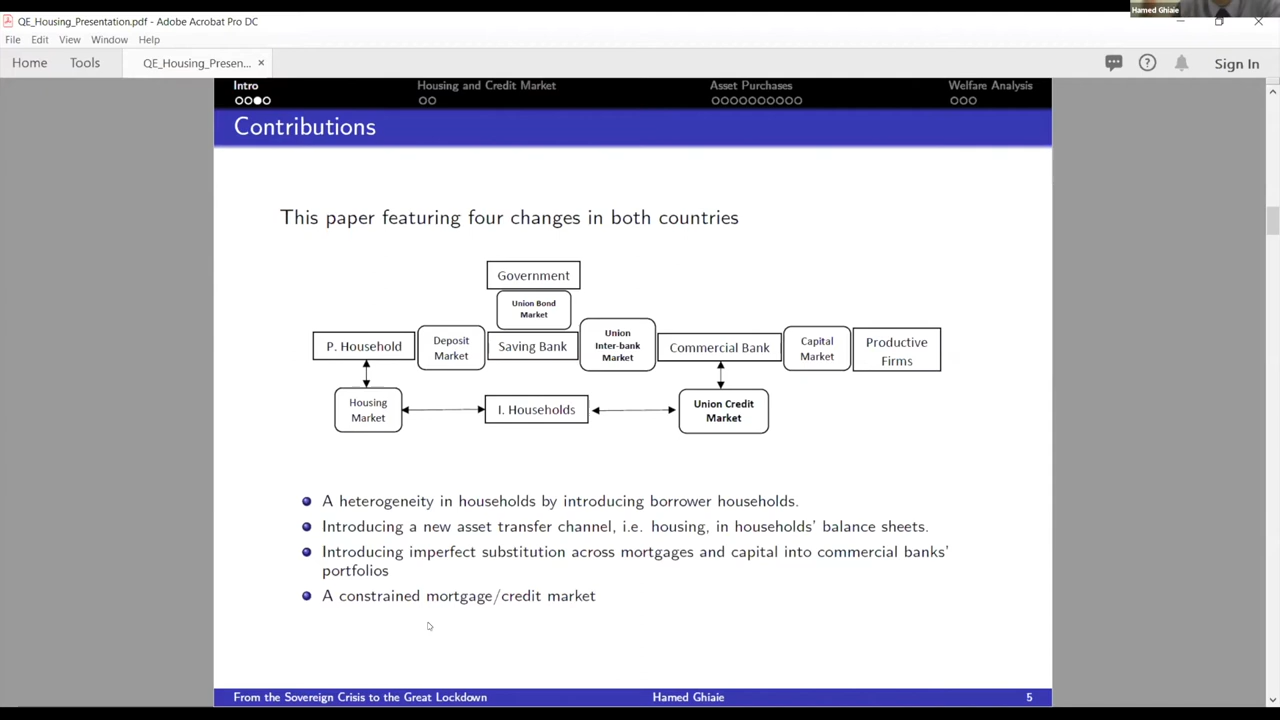 Hamed Ghiaie
QE_Housing_Presentation.pdf - Adobe Acrobat Pro DC
File Edit View Window Help
Home Tools QE_Housing_Presen... × Sign In
Intro Housing and Credit Market Asset Purchases Welfare Analysis
Contributions
This paper featuring four changes in both countries
Government
Union Bond
Market
P. Household
Deposit
Market
Saving Bank
Union
Inter-bank
Market
Commercial Bank
Capital
Market
Productive
Firms
Housing
Market
I. Households
Union Credit
Market
A heterogeneity in households by introducing borrower households.
Introducing a new asset transfer channel, i.e. housing, in households' balance sheets.
Introducing imperfect substitution across mortgages and capital into commercial banks'
portfolios
A constrained mortgage/credit market
From the Sovereign Crisis to the Great Lockdown Hamed Ghiaie 5